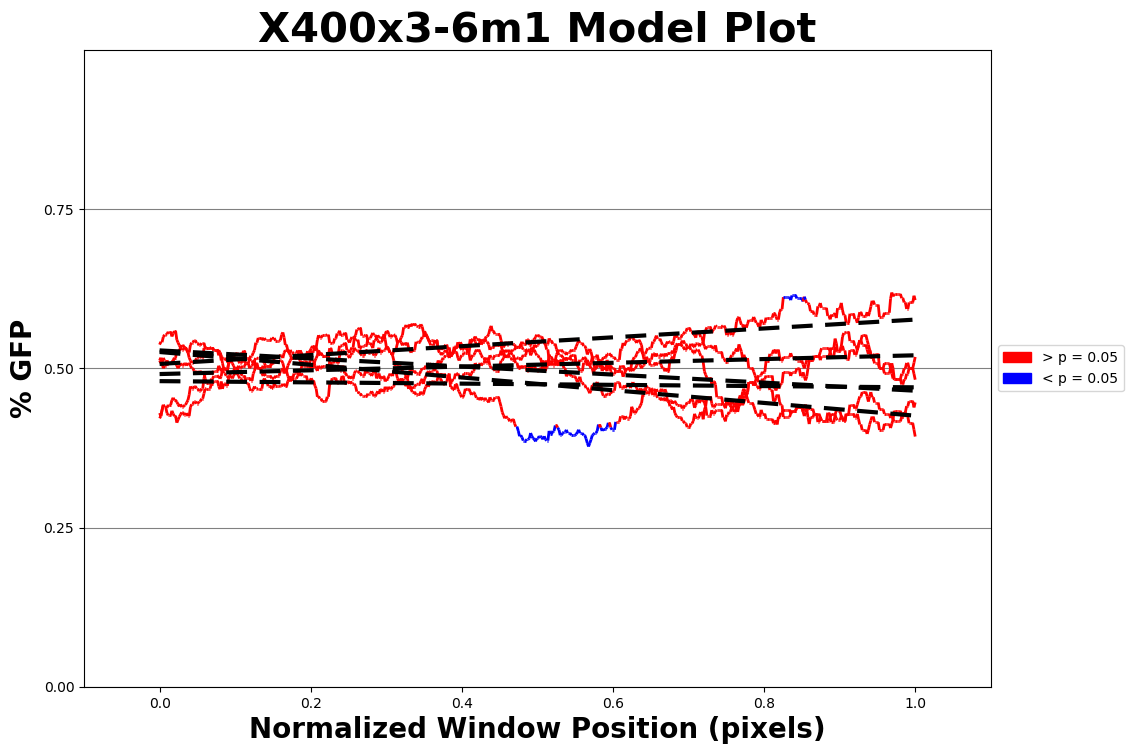 X400x3-6m1 Model Plot
% GFP
0.75
0.50
0.25
0.00
0.0 0.2 0.4 0.6 0.8 1.0
Normalized Window Position (pixels)
> p = 0.05
< p = 0.05